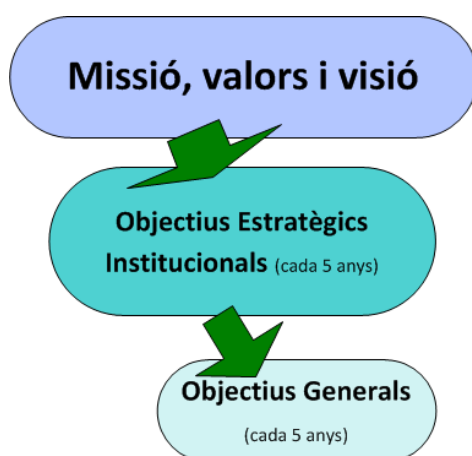 Missió, valors i visió
Objectius Estratègics
Institucionals (cada 5 anys)
Objectius Generals
(cada 5 anys)